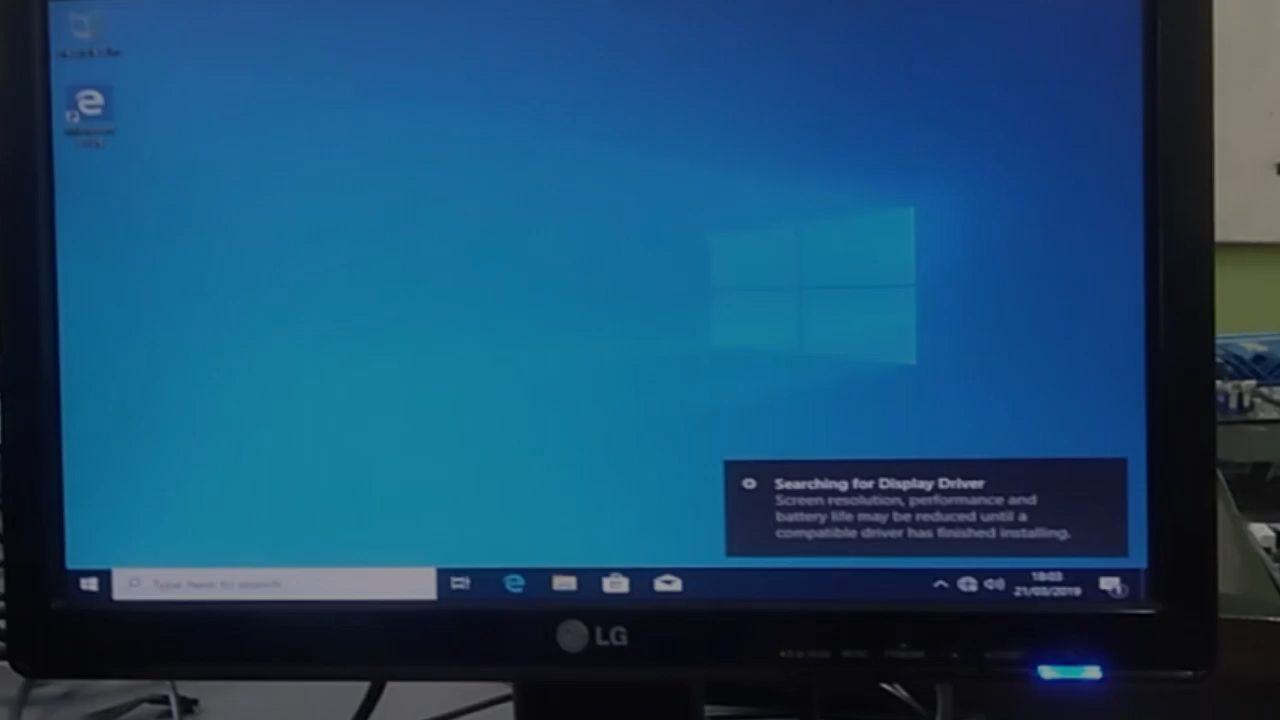 Searching for Display Driver
Screen resolution, performance and
battery life may be reduced until a
compatible driver has finished installing.
Type here to search
18:03
21/03/2019
LG